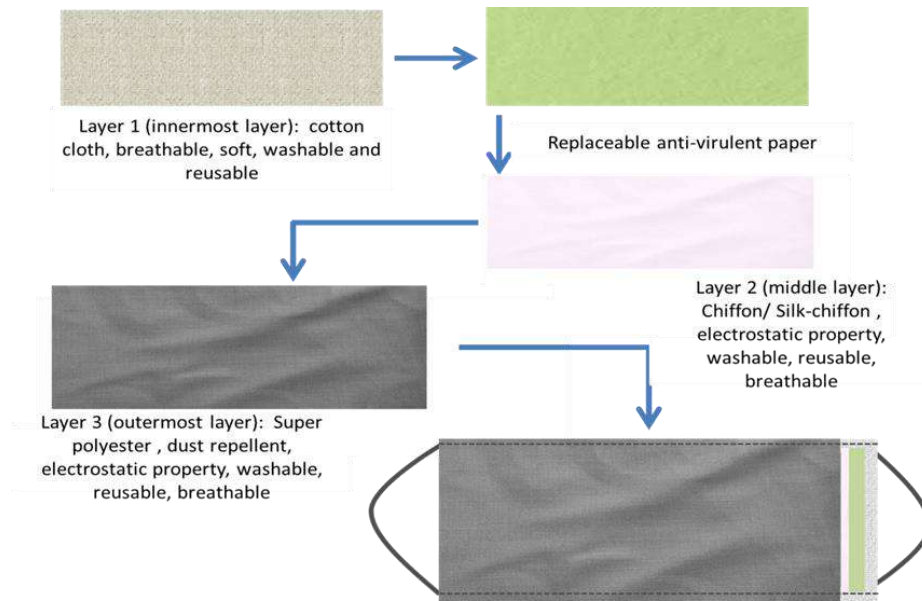 Layer 1 (innermost layer): cotton
cloth, breathable, soft, washable and
reusable
Replaceable anti-virulent paper
Layer 2 (middle layer):
Chiffon/ Silk-chiffon ,
electrostatic property,
washable, reusable,
breathable
Layer 3 (outermost layer): Super
polyester , dust repellent,
electrostatic property, washable,
reusable, breathable